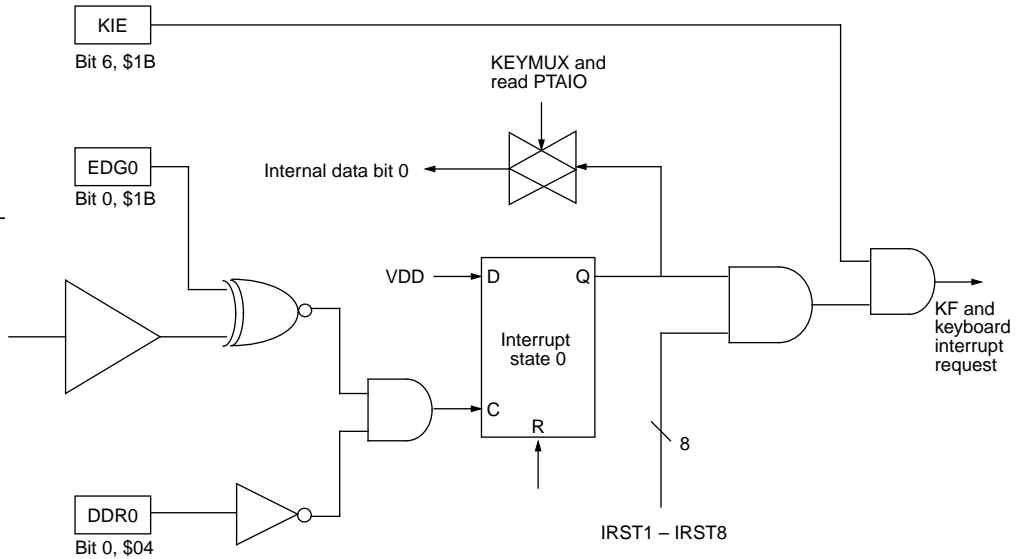 KIE
Bit 6, $1B
KEYMUX and
read PTAIO
EDG0
Bit 0, $1B
Internal data bit 0
VDD
D
Q
Interrupt
state 0
C
R
KF and
keyboard
interrupt
request
8
DDR0
Bit 0, $04
IRST1 – IRST8